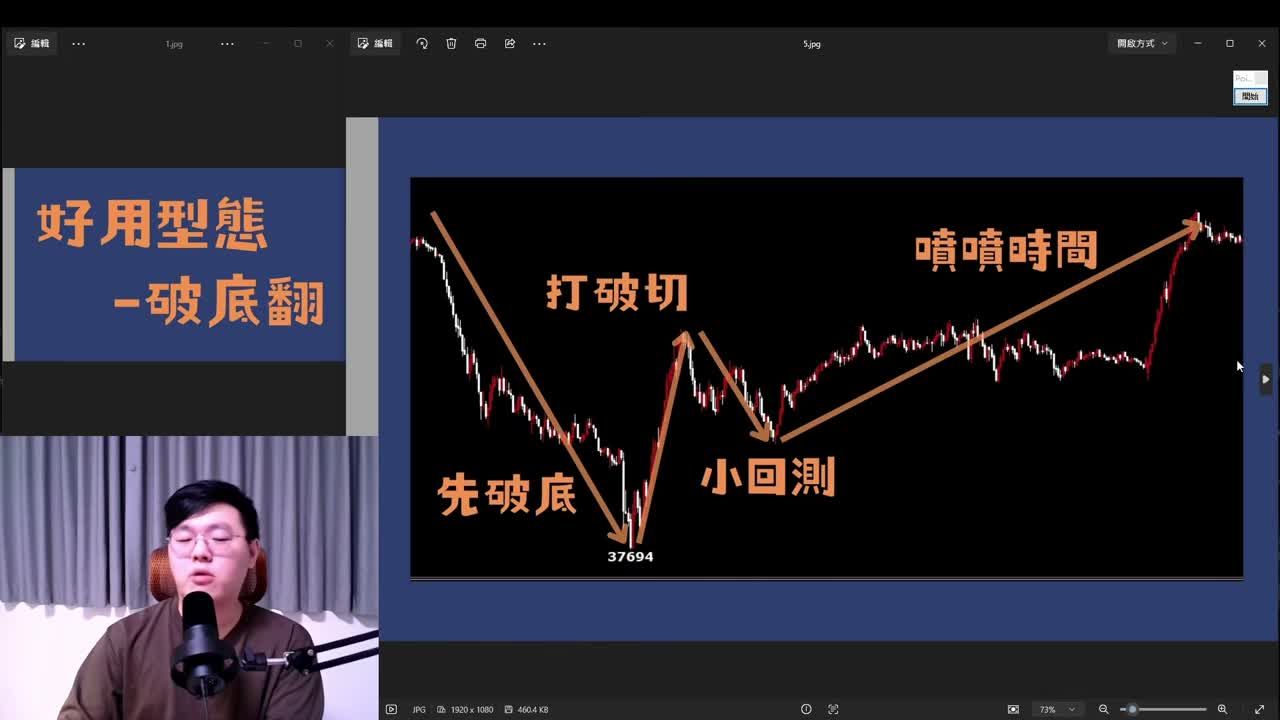 編輯
1.jpg
編輯
5.jpg
開啟方式
Poi...
開始
好用型態
-破底翻
打破切
噴噴時間
先破底
小回測
37694
JPG
1920 x 1080
460.4 KB
73%